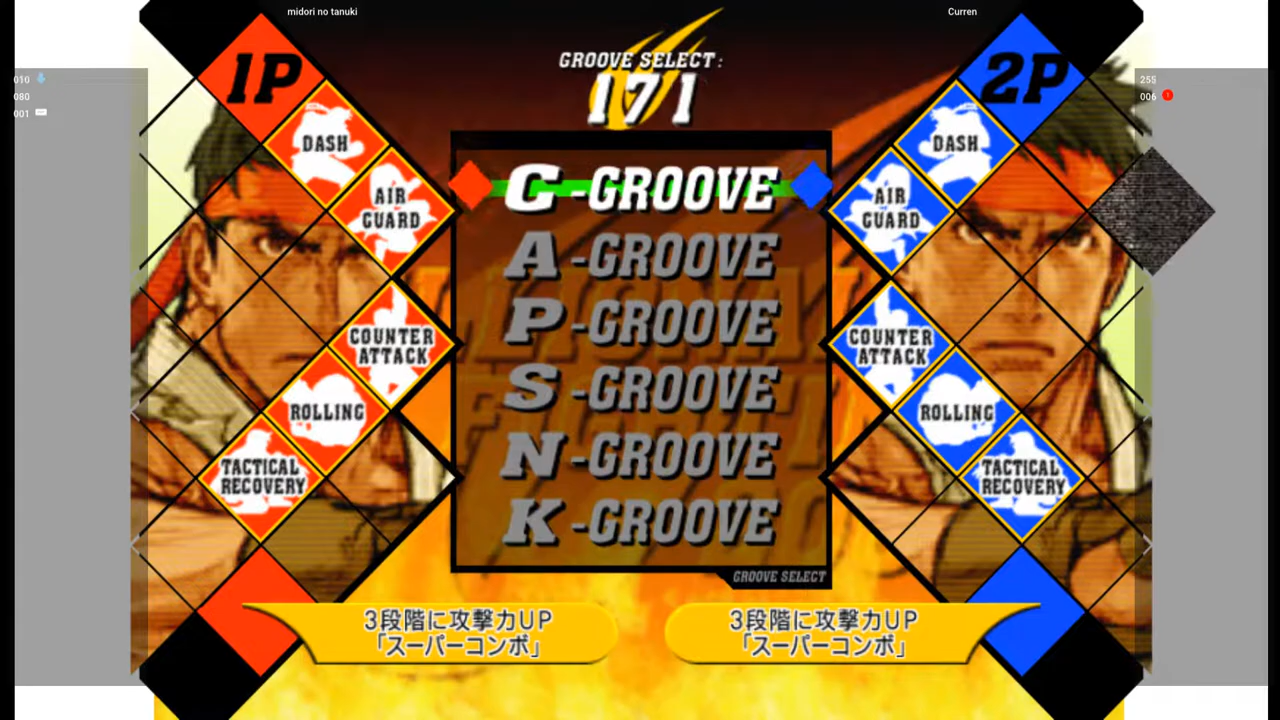 midori no tanuki
Curren
010
080
001
255
006
1P
2P
GROOVE SELECT:
171
DASH
AIR
GUARD
COUNTER
ATTACK
ROLLING
TACTICAL
RECOVERY
C-GROOVE
A-GROOVE
P-GROOVE
S-GROOVE
N-GROOVE
K-GROOVE
GROOVE SELECT
DASH
AIR
GUARD
COUNTER
ATTACK
ROLLING
TACTICAL
RECOVERY
3段階に攻撃力UP
「スーパーコンボ」
3段階に攻撃力UP
「スーパーコンボ」